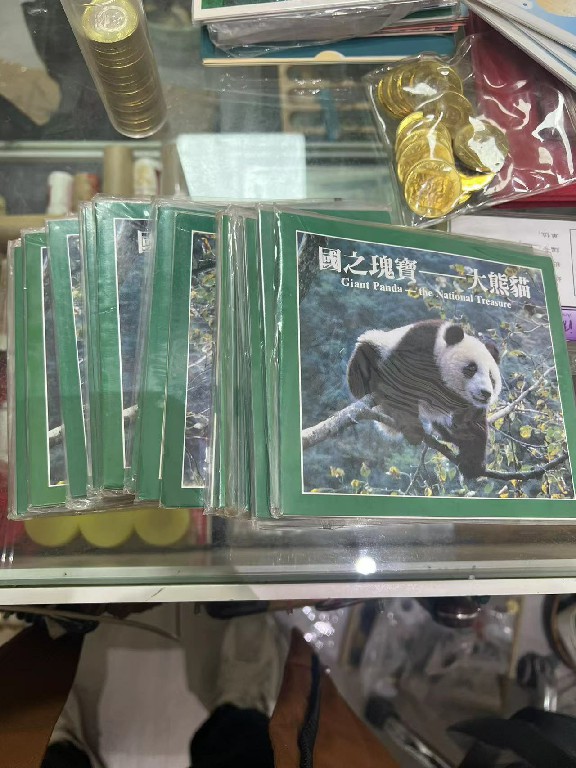 國之瑰寶——大熊貓
Giant Panda — the National Treasure